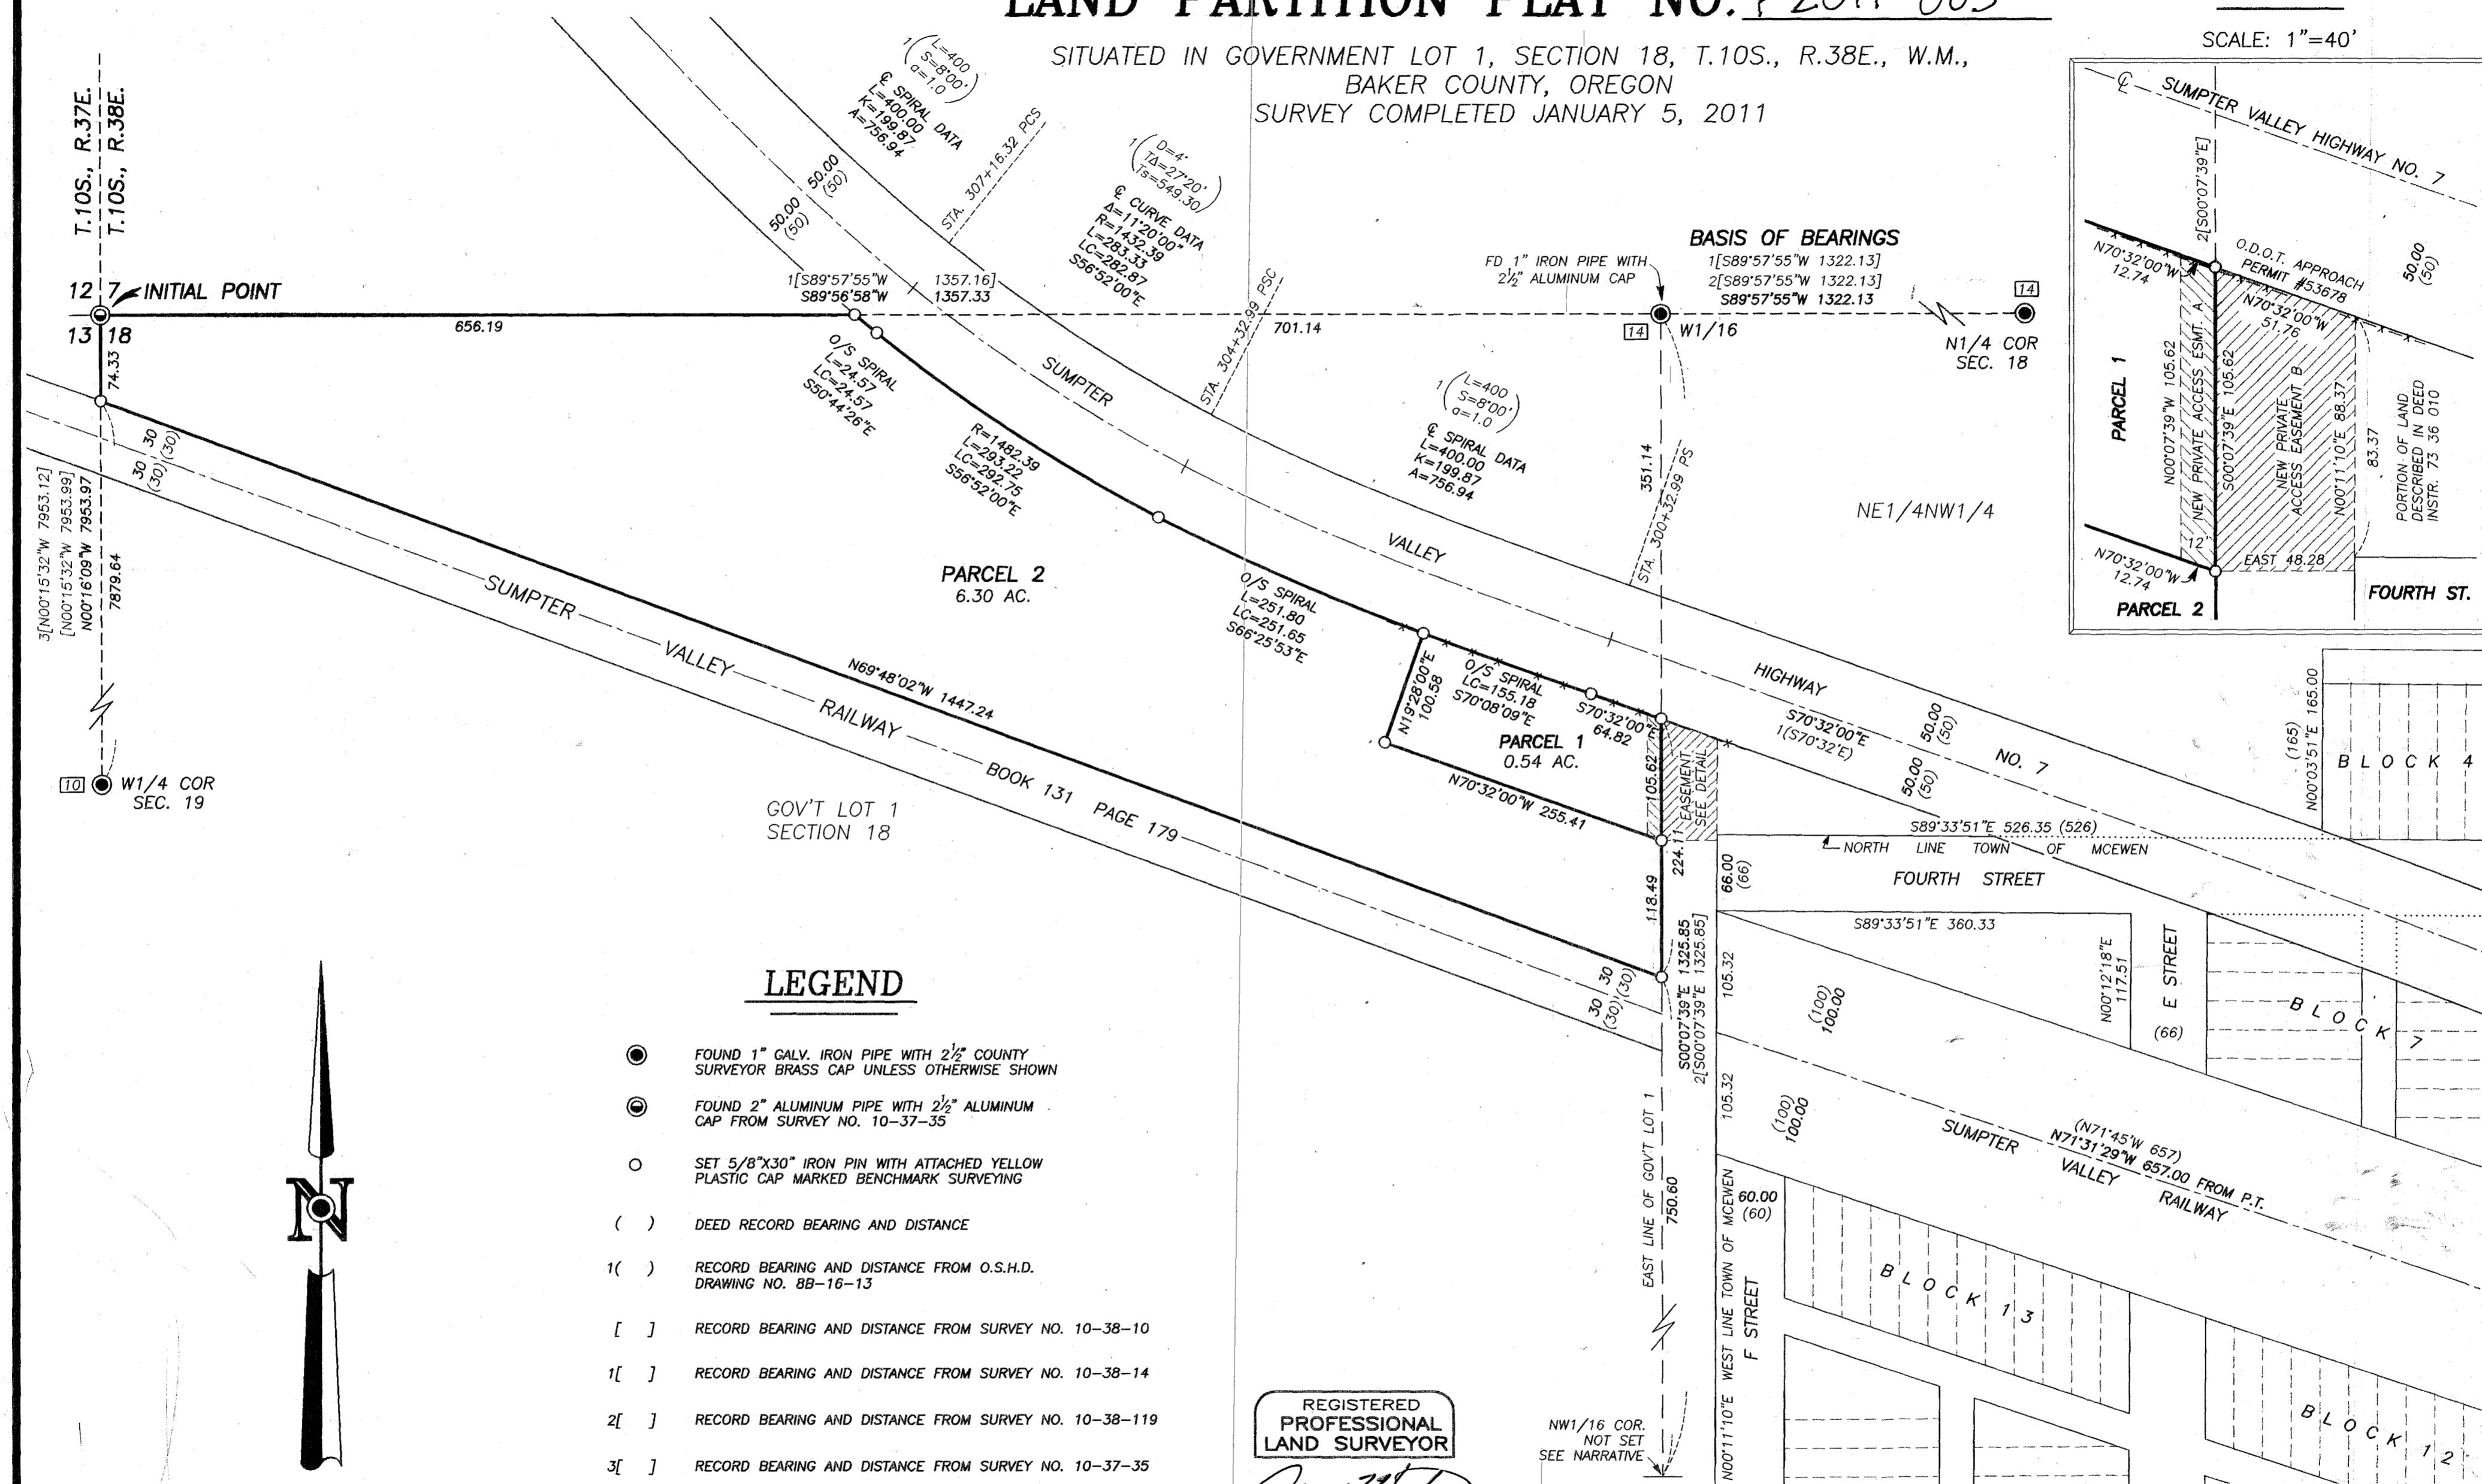 LAND PARTITION PLAT NO. P2011-003
SITUATED IN GOVERNMENT LOT 1, SECTION 18, T.10S., R.38E., W.M.,
BAKER COUNTY, OREGON
SURVEY COMPLETED JANUARY 5, 2011
SCALE: 1"=40'
T.10S., R.37E.
T.10S., R.38E.
12 7
INITIAL POINT
13 18
74.33
656.19
1[S89°57'55"W 1357.16]
S89°56'58"W 1357.33
701.14
50.00
(50)
50.00
(50)
1(L=400
S=8°00'
a=1.0)
℄ SPIRAL DATA
L=400.00
K=199.87
A=756.94
STA. 307+16.32 PCS
1(D=4°
TΔ=27°20'
Ts=549.30)
℄ CURVE DATA
Δ=11°20'00"
R=1432.39
L=283.33
LC=282.87
S56°52'00"E
STA. 304+32.99 PSC
FD 1" IRON PIPE WITH
2½" ALUMINUM CAP
BASIS OF BEARINGS
1[S89°57'55"W 1322.13]
2[S89°57'55"W 1322.13]
S89°57'55"W 1322.13
14
W1/16
14
N1/4 COR
SEC. 18
℄ SUMPTER VALLEY HIGHWAY NO. 7
2[S00°07'39"E]
N70°32'00"W
12.74
O.D.O.T. APPROACH
PERMIT #53678
50.00
(50)
N70°32'00"W
51.76
PARCEL 1
N00°07'39"W 105.62
NEW PRIVATE ACCESS ESMT. A
S00°07'39"E 105.62
NEW PRIVATE
ACCESS EASEMENT B
N00°11'10"E 88.37
83.37
PORTION OF LAND
DESCRIBED IN DEED
INSTR. 73 36 010
12'
N70°32'00"W
12.74
EAST 48.28
PARCEL 2
FOURTH ST.
O/S SPIRAL
L=24.57
LC=24.57
S50°44'26"E
R=1482.39
L=293.22
LC=292.75
S56°52'00"E
SUMPTER
VALLEY
HIGHWAY
NO. 7
1(L=400
S=8°00'
a=1.0)
℄ SPIRAL DATA
L=400.00
K=199.87
A=756.94
351.14
STA. 300+32.99 PS
NE1/4NW1/4
30 30
(30) (30)
3[N00°15'32"W 7953.12]
[N00°15'32"W 7953.99]
N00°16'09"W 7953.97
7879.64
SUMPTER
VALLEY
RAILWAY
BOOK 131 PAGE 179
N69°48'02"W 1447.24
PARCEL 2
6.30 AC.
O/S SPIRAL
L=251.80
LC=251.65
S66°25'53"E
N19°28'00"E
100.58
O/S SPIRAL
LC=155.18
S70°08'09"E
S70°32'00"E
64.82
PARCEL 1
0.54 AC.
N70°32'00"W 255.41
105.62
EASEMENT
SEE DETAIL
S70°32'00"E
1(S70°32'E)
50.00
(50)
50.00
(50)
(165)
N00°03'51"E 165.00
BLOCK 4
10
W1/4 COR
SEC. 19
GOV'T LOT 1
SECTION 18
S89°33'51"E 526.35 (526)
NORTH LINE TOWN OF MCEWEN
224.11
118.49
66.00
(66)
FOURTH STREET
S89°33'51"E 360.33
N00°12'18"E
117.51
E STREET
(66)
BLOCK 7
30 30
(30) (30)
S00°07'39"E 1325.85
2[S00°07'39"E 1325.85]
105.32
105.32
(100)
100.00
(100)
100.00
SUMPTER
VALLEY
RAILWAY
(N71°45'W 657)
N71°31'29"W 657.00 FROM P.T.
EAST LINE OF GOV'T LOT 1
750.60
N00°11'10"E WEST LINE TOWN OF MCEWEN
60.00
(60)
F STREET
BLOCK 13
BLOCK 12
NW1/16 COR.
NOT SET
SEE NARRATIVE
N
LEGEND
FOUND 1" GALV. IRON PIPE WITH 2½" COUNTY
SURVEYOR BRASS CAP UNLESS OTHERWISE SHOWN
FOUND 2" ALUMINUM PIPE WITH 2½" ALUMINUM
CAP FROM SURVEY NO. 10-37-35
SET 5/8"X30" IRON PIN WITH ATTACHED YELLOW
PLASTIC CAP MARKED BENCHMARK SURVEYING
( ) DEED RECORD BEARING AND DISTANCE
1( ) RECORD BEARING AND DISTANCE FROM O.S.H.D.
DRAWING NO. 8B-16-13
[ ] RECORD BEARING AND DISTANCE FROM SURVEY NO. 10-38-10
1[ ] RECORD BEARING AND DISTANCE FROM SURVEY NO. 10-38-14
2[ ] RECORD BEARING AND DISTANCE FROM SURVEY NO. 10-38-119
3[ ] RECORD BEARING AND DISTANCE FROM SURVEY NO. 10-37-35
REGISTERED
PROFESSIONAL
LAND SURVEYOR